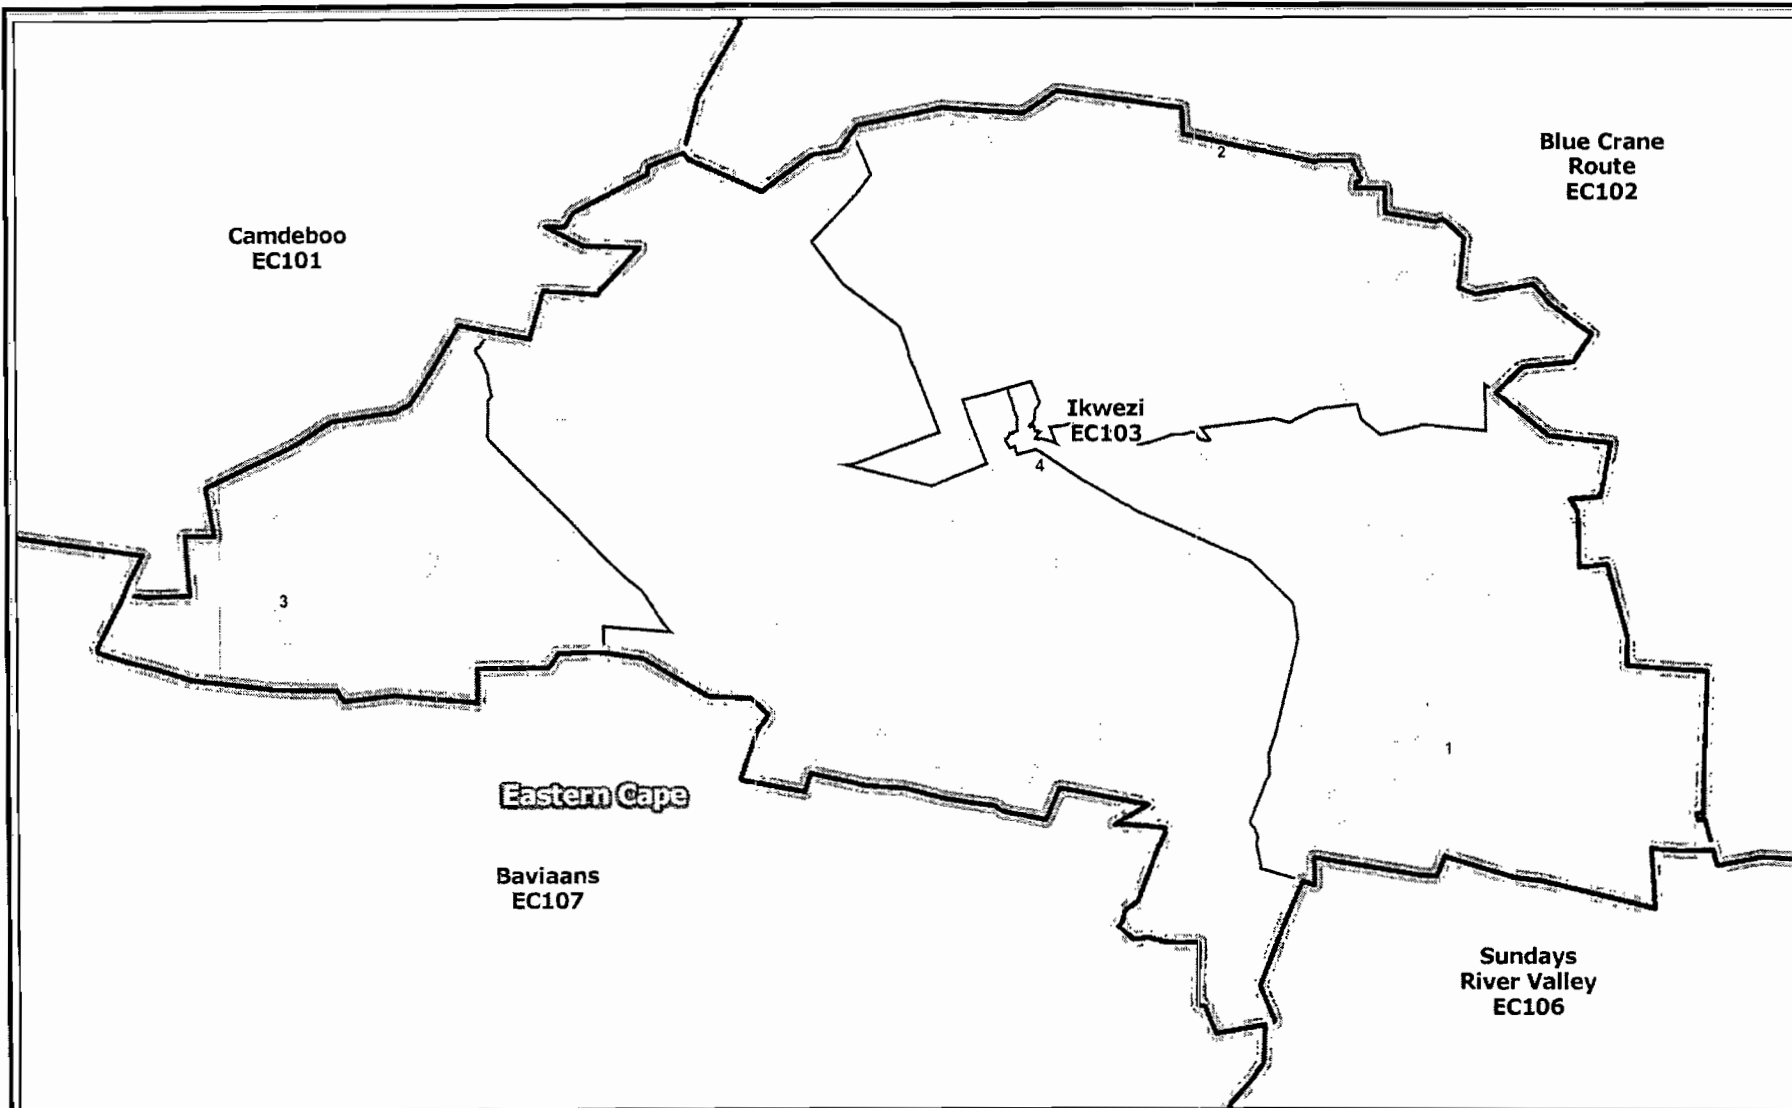 2
Blue Crane
Route
EC102
Camdeboo
EC101
Ikwezi
EC103
4
3
1
Eastern Cape
Baviaans
EC107
Sundays
River Valley
EC106